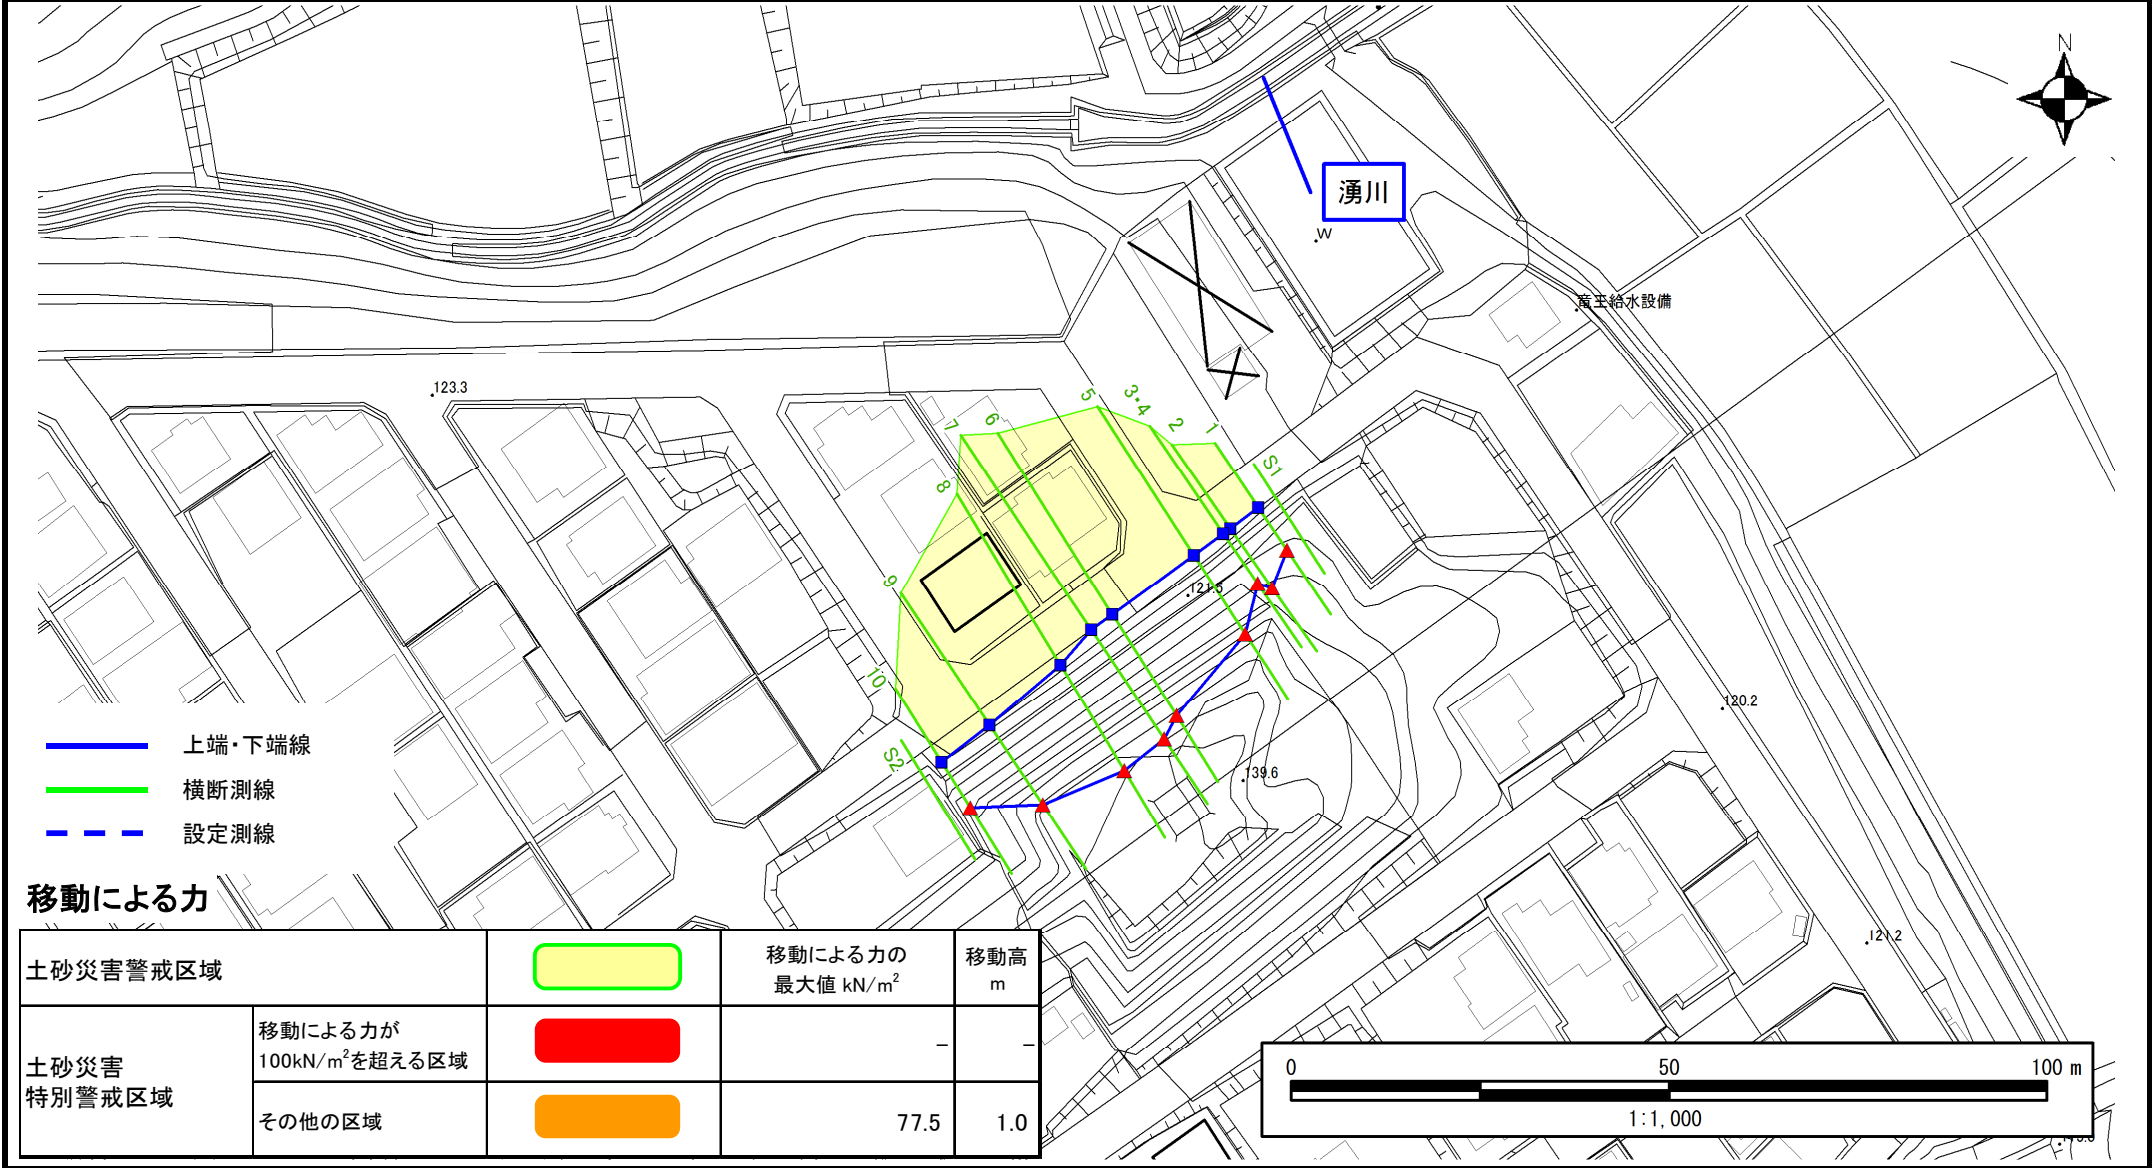 N
湧川
W
竜王給水設備
123.3
5
3・4
2
1
6
7
S1
8
9
121.5
10
S2
120.2
139.6
121.2
上端・下端線
横断測線
設定測線
移動による力
土砂災害警戒区域
移動による力の
最大値 kN/m²
移動高
m
土砂災害
特別警戒区域
移動による力が
100kN/m²を超える区域
－
－
その他の区域
77.5
1.0
0
50
100 m
1:1,000